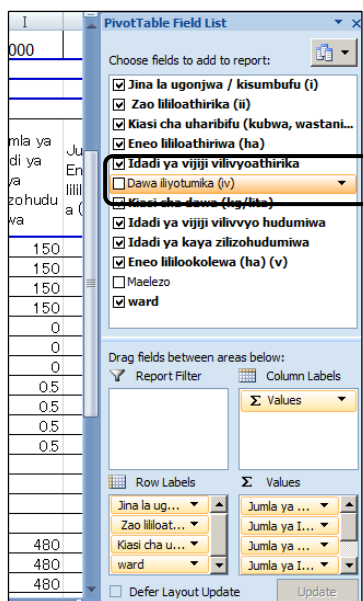 I
000
mla ya
di ya
ya
zohudu
wa
Ju
En
lilil
a (
150
150
150
150
0
0
0
0.5
0.5
0.5
0.5
480
480
480
PivotTable Field List
Choose fields to add to report:
Jina la ugonjwa / kisumbufu (i)
Zao lililoathirika (ii)
Kiasi cha uharibifu (kubwa, wastani...
Eneo lililoathiriwa (ha)
Idadi ya vijiji vilivyoathirika
Dawa iliyotumika (iv)
Kiasi cha dawa (kg/lita)
Idadi ya vijiji vilivvyo hudumiwa
Idadi ya kaya zilizohudumiwa
Eneo lililookolewa (ha) (v)
Maelezo
ward
Drag fields between areas below:
Report Filter
Column Labels
Σ Values
Row Labels
Σ Values
Jina la ug...
Jumla ya ...
Zao lililoat...
Jumla ya I...
Kiasi cha u...
Jumla ya ...
ward
Jumla ya I...
Defer Layout Update
Update